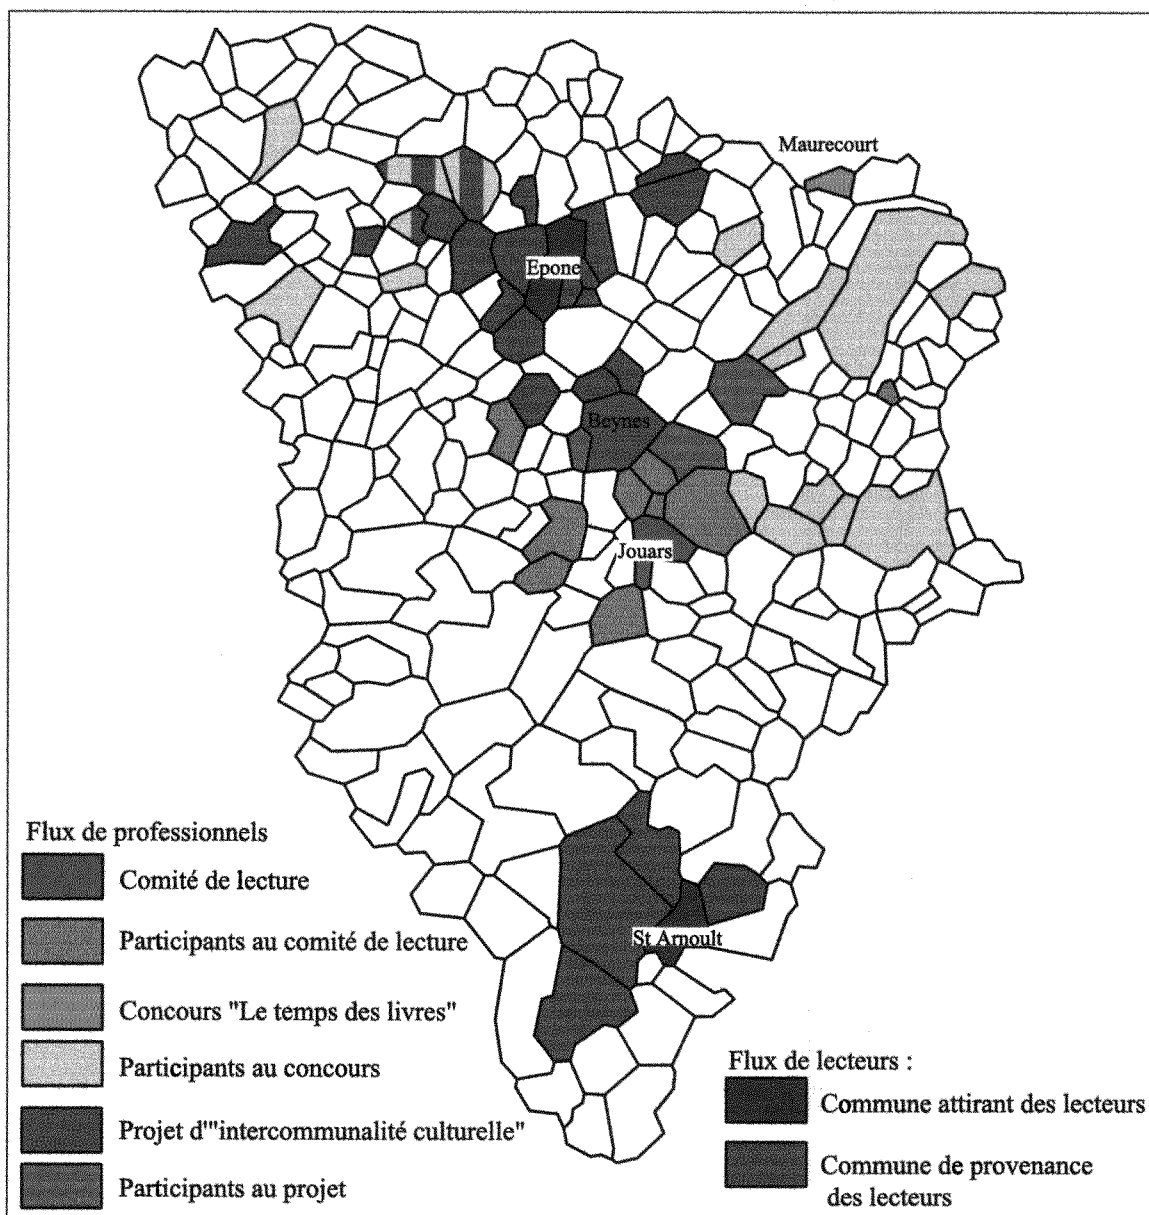 Maurecourt
Epone
Beynes
Jouars
St Arnoult
Flux de professionnels
Comité de lecture
Participants au comité de lecture
Concours "Le temps des livres"
Participants au concours
Projet d'"intercommunalité culturelle"
Participants au projet
Flux de lecteurs :
Commune attirant des lecteurs
Commune de provenance
des lecteurs